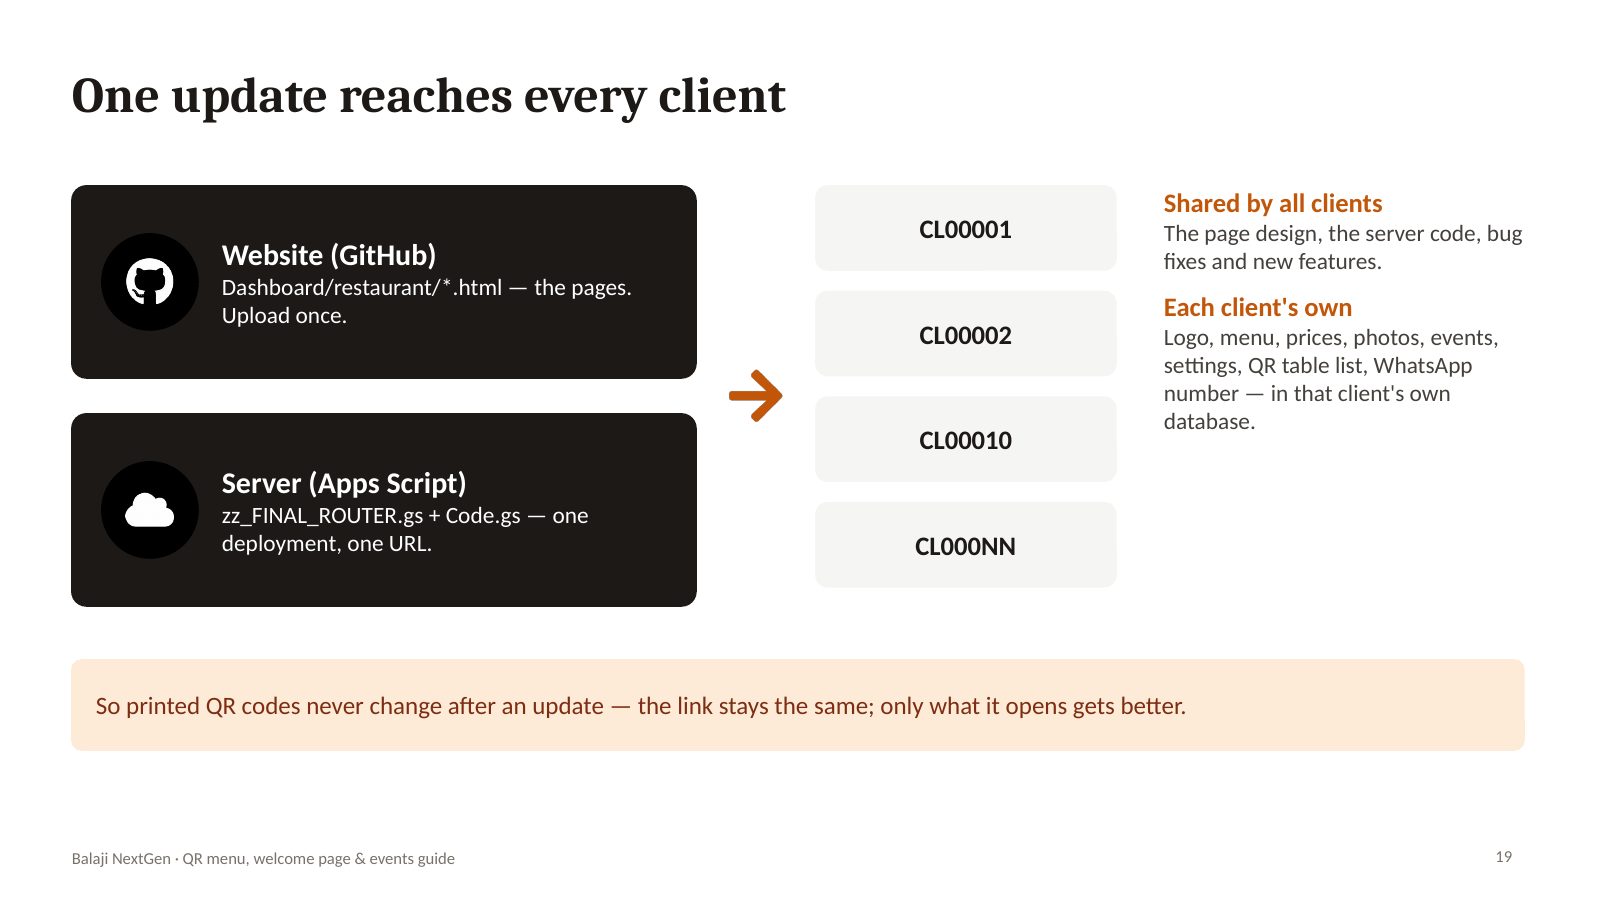 One update reaches every client
Website (GitHub)
Dashboard/restaurant/*.html — the pages.
Upload once.
Server (Apps Script)
zz_FINAL_ROUTER.gs + Code.gs — one
deployment, one URL.
CL00001
CL00002
CL00010
CL000NN
Shared by all clients
The page design, the server code, bug
fixes and new features.
Each client's own
Logo, menu, prices, photos, events,
settings, QR table list, WhatsApp
number — in that client's own
database.
So printed QR codes never change after an update — the link stays the same; only what it opens gets better.
Balaji NextGen · QR menu, welcome page & events guide
19